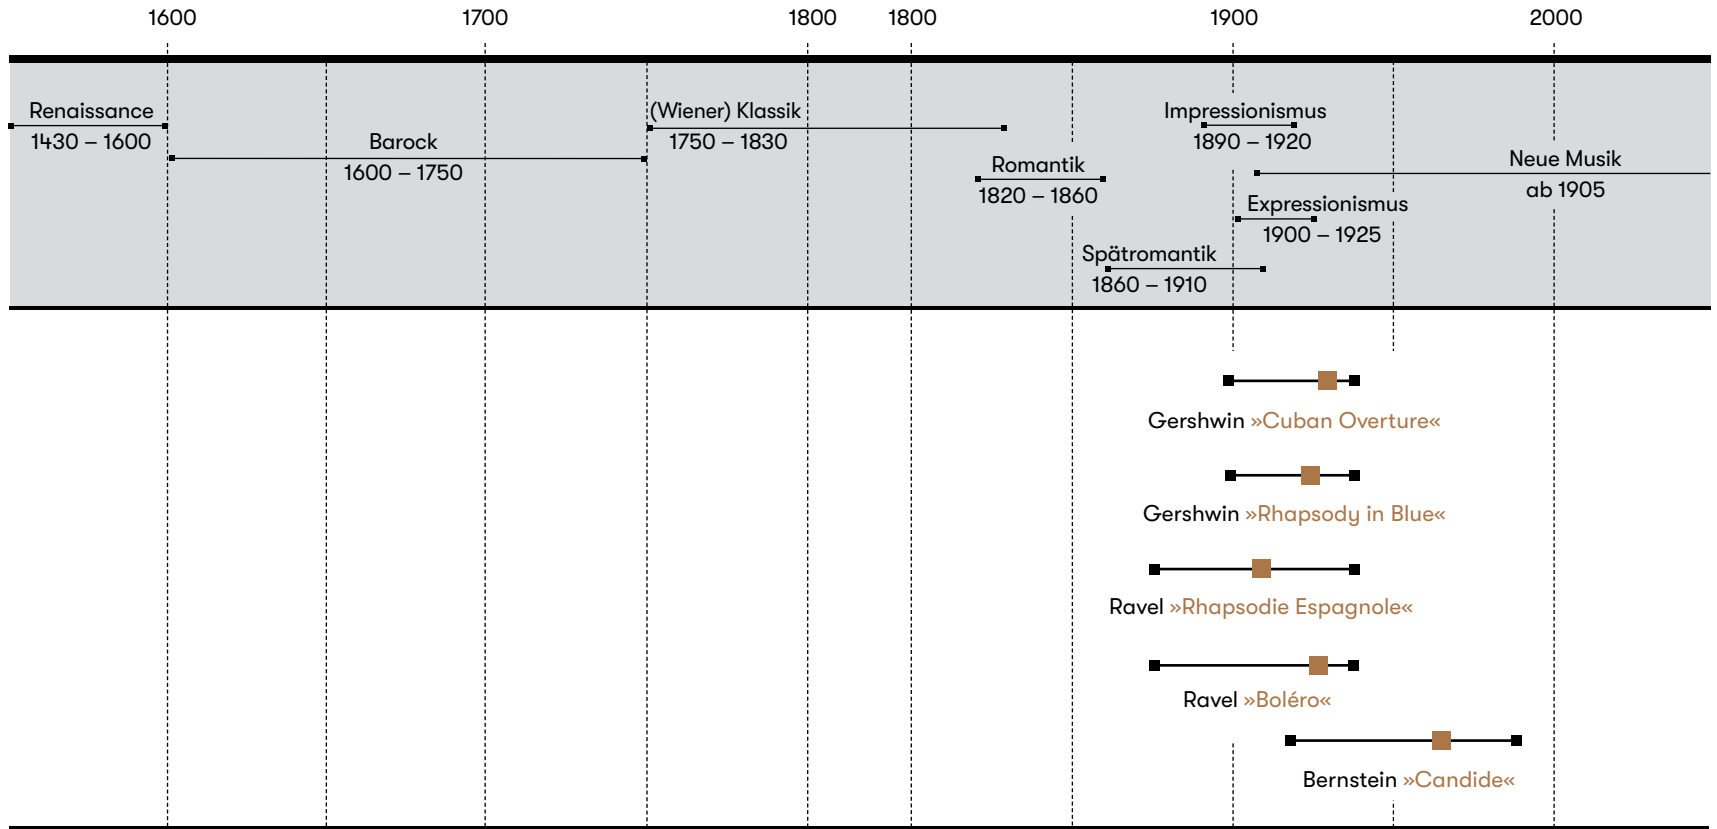 1600 1700 1800 1800 1900 2000
Renaissance
1430 – 1600
Barock
1600 – 1750
(Wiener) Klassik
1750 – 1830
Romantik
1820 – 1860
Spätromantik
1860 – 1910
Impressionismus
1890 – 1920
Expressionismus
1900 – 1925
Neue Musik
ab 1905
Gershwin »Cuban Overture«
Gershwin »Rhapsody in Blue«
Ravel »Rhapsodie Espagnole«
Ravel »Boléro«
Bernstein »Candide«